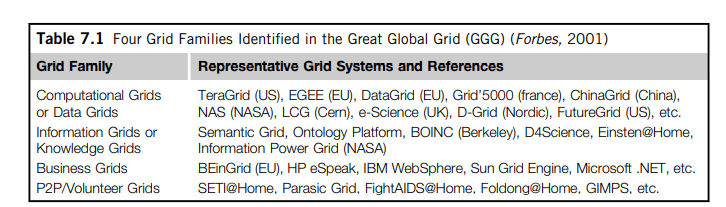 Table 7.1 Four Grid Families Identified in the Great Global Grid (GGG) (Forbes, 2001)
Grid Family Representative Grid Systems and References
Computational Grids TeraGrid (US), EGEE (EU), DataGrid (EU), Grid'5000 (france), ChinaGrid (China),
or Data Grids NAS (NASA), LCG (Cern), e-Science (UK), D-Grid (Nordic), FutureGrid (US), etc.
Information Grids or Semantic Grid, Ontology Platform, BOINC (Berkeley), D4Science, Einsten@Home,
Knowledge Grids Information Power Grid (NASA)
Business Grids BEinGrid (EU), HP eSpeak, IBM WebSphere, Sun Grid Engine, Microsoft .NET, etc.
P2P/Volunteer Grids SETI@Home, Parasic Grid, FightAIDS@Home, Foldong@Home, GIMPS, etc.